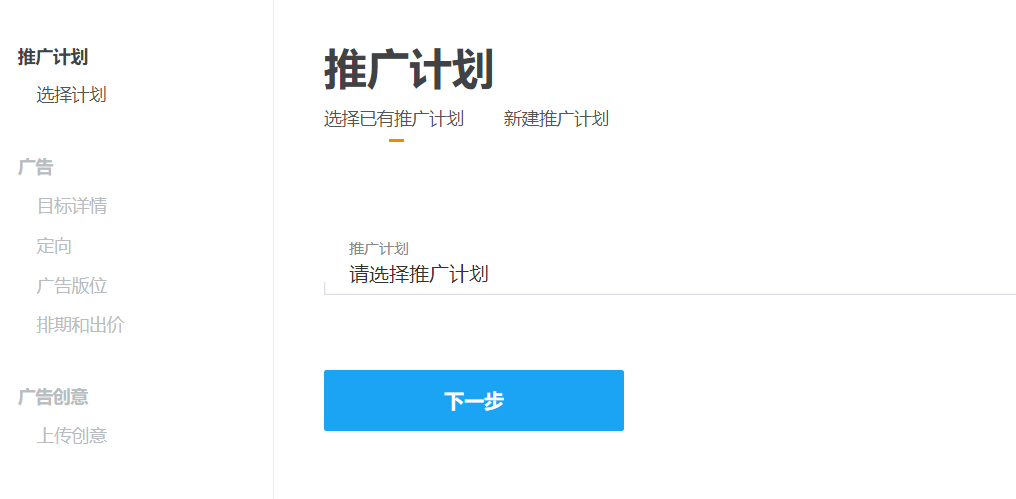 推广计划
选择计划
广告
目标详情
定向
广告版位
排期和出价
广告创意
上传创意
推广计划
选择已有推广计划 新建推广计划
推广计划
请选择推广计划
下一步